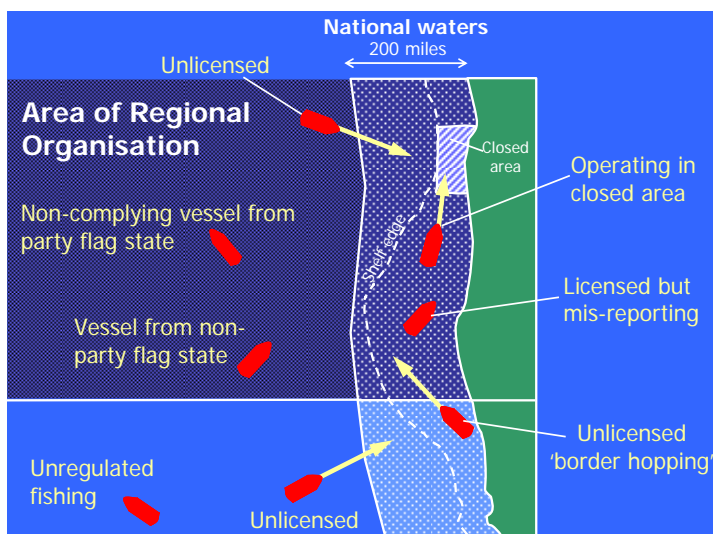 National waters
200 miles
Unlicensed
Area of Regional
Organisation
Closed
area
Operating in
closed area
Non-complying vessel from
party flag state
Shelf edge
Licensed but
mis-reporting
Vessel from non-
party flag state
Unlicensed
'border hopping'
Unregulated
fishing
Unlicensed